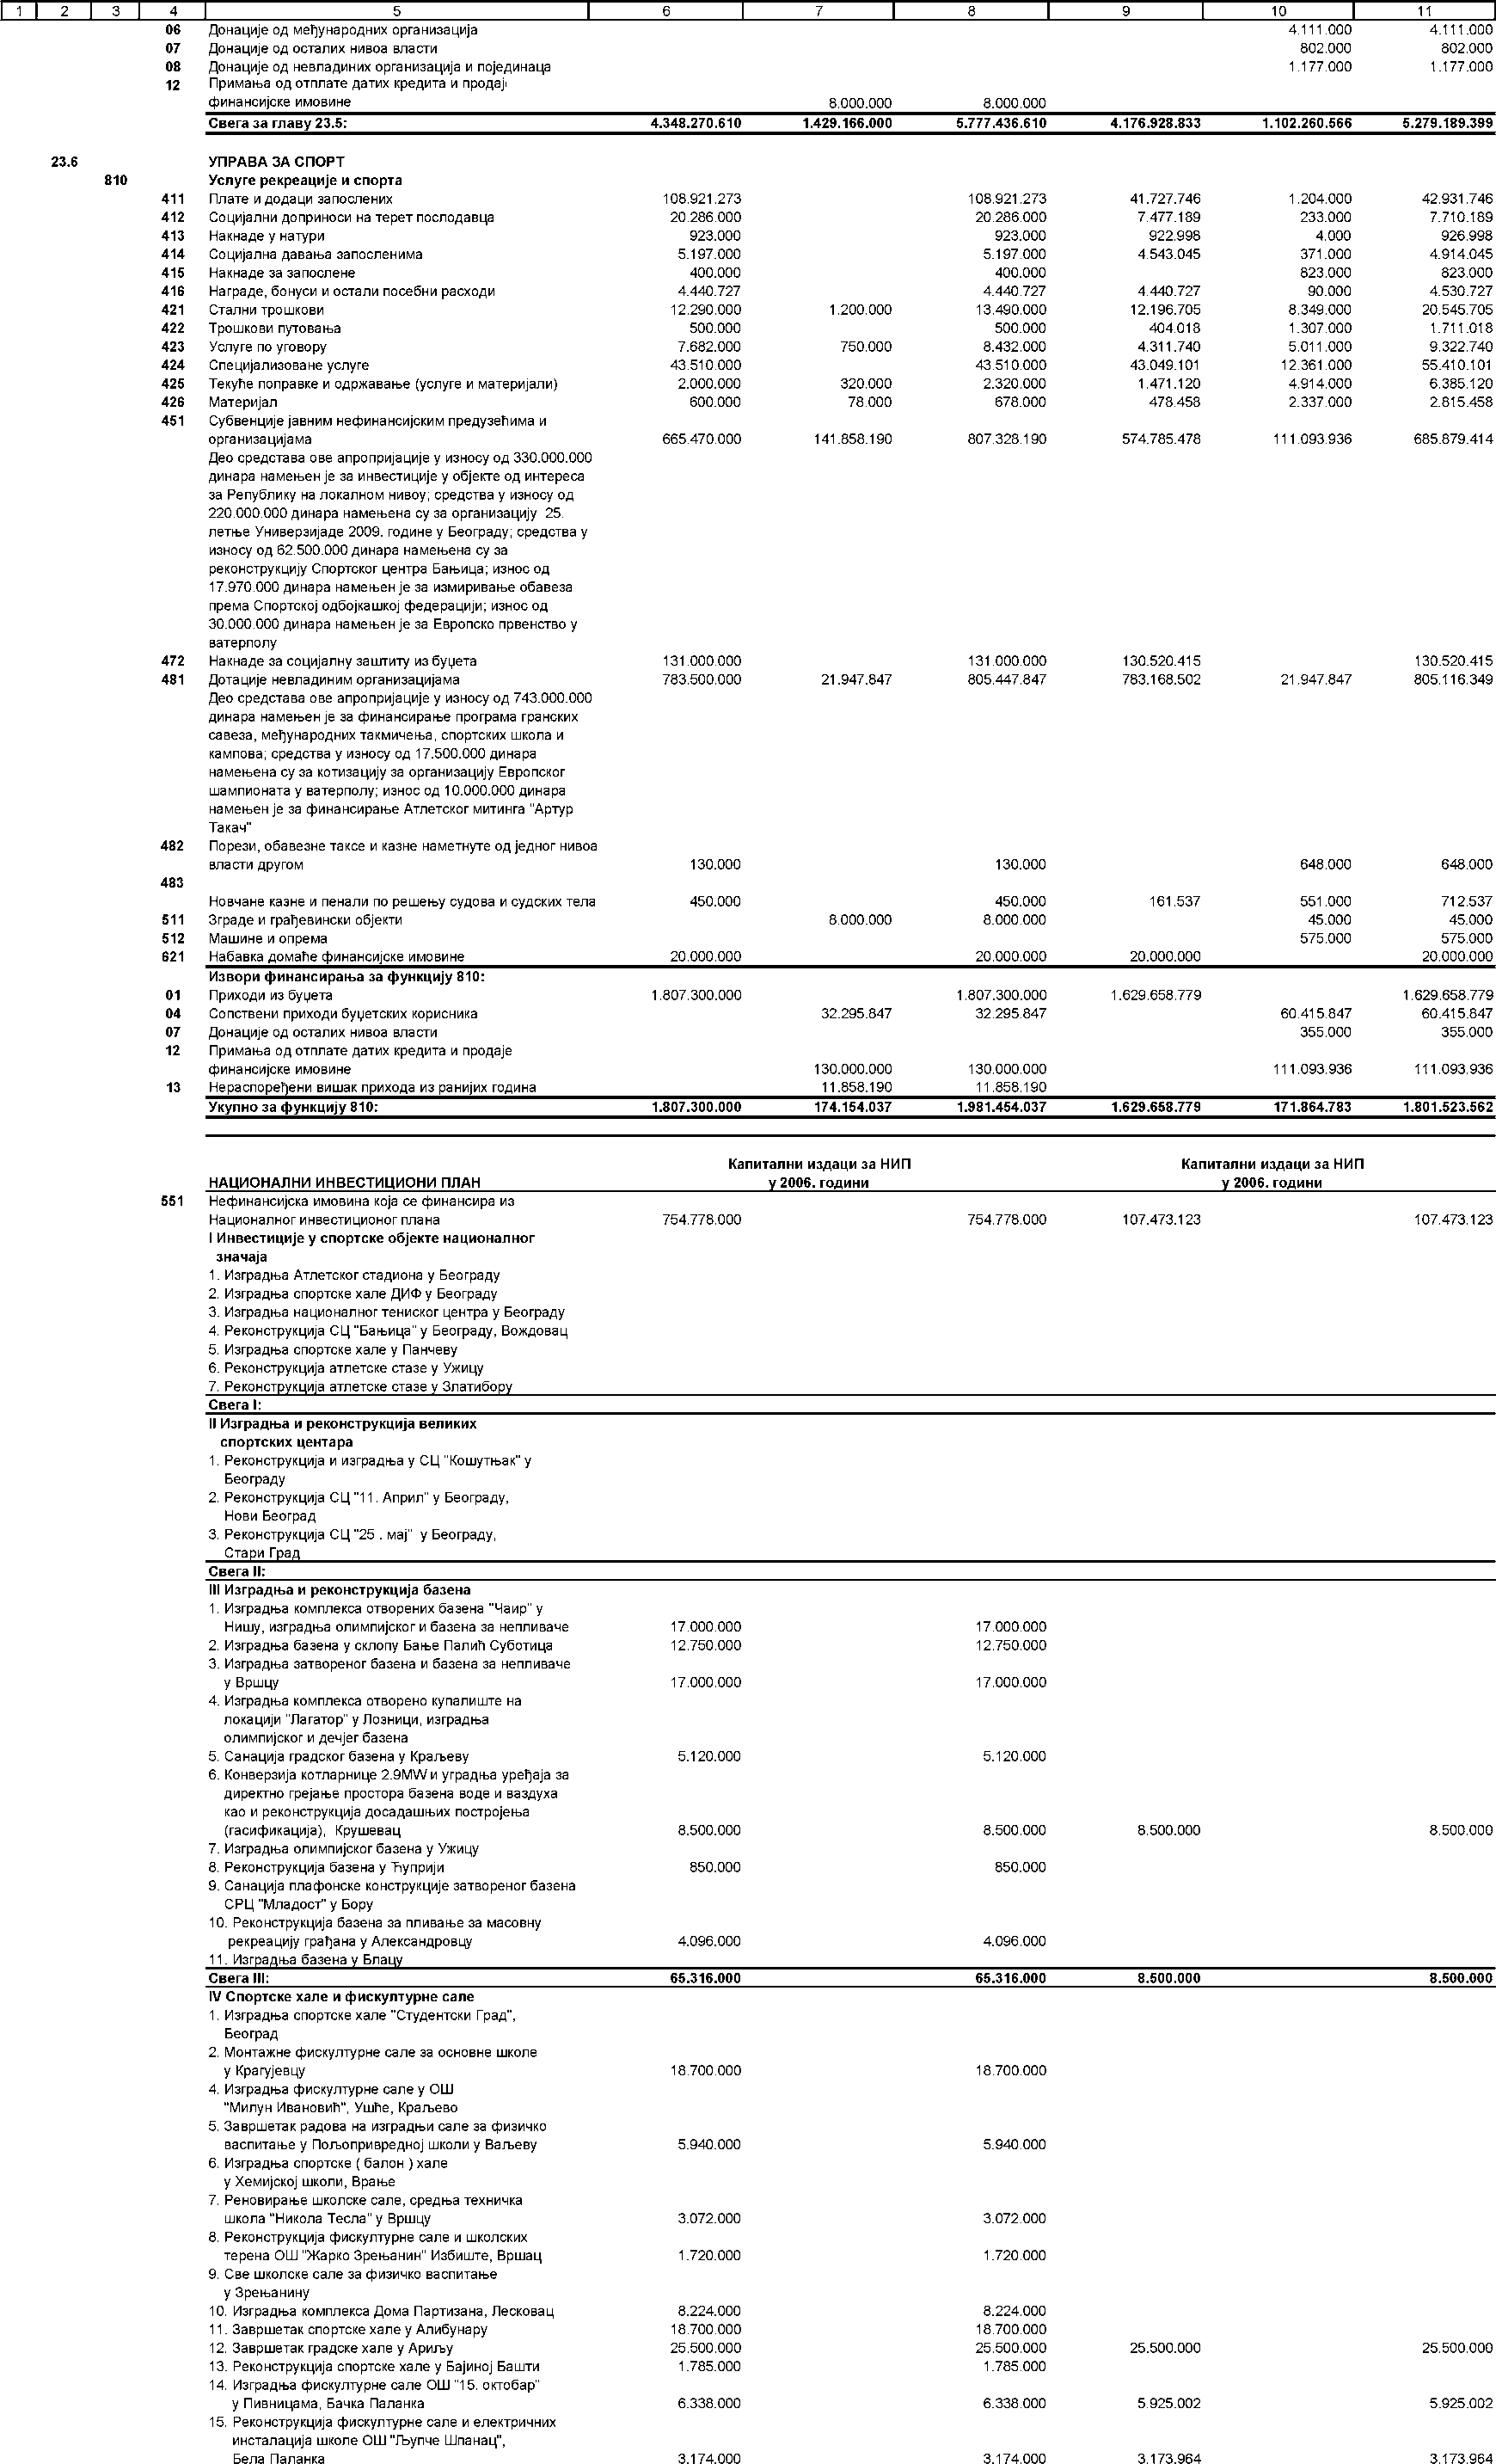 1 2 3 4 5 6 7 8 9 10 11
06 Донације од међународних организација 4.111.000 4.111.000
07 Донације од осталих нивоа власти 802.000 802.000
08 Донације од невладиних организација и појединаца 1.177.000 1.177.000
12 Примања од отплате датих кредита и продај
финансијске имовине 8.000.000 8.000.000
Свега за главу 23.5: 4.348.270.610 1.429.166.000 5.777.436.610 4.176.928.833 1.102.260.566 5.279.189.399
23.6 УПРАВА ЗА СПОРТ
810 Услуге рекреације и спорта
411 Плате и додаци запослених 108.921.273 108.921.273 41.727.746 1.204.000 42.931.746
412 Социјални доприноси на терет послодавца 20.286.000 20.286.000 7.477.189 233.000 7.710.189
413 Накнаде у натури 923.000 923.000 922.998 4.000 926.998
414 Социјална давања запосленима 5.197.000 5.197.000 4.543.045 371.000 4.914.045
415 Накнаде за запослене 400.000 400.000 823.000 823.000
416 Награде, бонуси и остали посебни расходи 4.440.727 4.440.727 4.440.727 90.000 4.530.727
421 Стални трошкови 12.290.000 1.200.000 13.490.000 12.196.705 8.349.000 20.545.705
422 Трошкови путовања 500.000 500.000 404.018 1.307.000 1.711.018
423 Услуге по уговору 7.682.000 750.000 8.432.000 4.311.740 5.011.000 9.322.740
424 Специјализоване услуге 43.510.000 43.510.000 43.049.101 12.361.000 55.410.101
425 Текуће поправке и одржавање (услуге и материјали) 2.000.000 320.000 2.320.000 1.471.120 4.914.000 6.385.120
426 Материјал 600.000 78.000 678.000 478.458 2.337.000 2.815.458
451 Субвенције јавним нефинансијским предузећима и
организацијама 665.470.000 141.858.190 807.328.190 574.785.478 111.093.936 685.879.414
Део средстава ове апропријације у износу од 330.000.000
динара намењен је за инвестиције у објекте од интереса
за Републику на локалном нивоу; средства у износу од
220.000.000 динара намењена су за организацију 25.
летње Универзијаде 2009. године у Београду; средства у
износу од 62.500.000 динара намењена су за
реконструкцију Спортског центра Бањица; износ од
17.970.000 динара намењен је за измиривање обавеза
према Спортској одбојкашкој федерацији; износ од
30.000.000 динара намењен је за Европско првенство у
ватерполу
472 Накнаде за социјалну заштиту из буџета 131.000.000 131.000.000 130.520.415 130.520.415
481 Дотације невладиним организацијама 783.500.000 21.947.847 805.447.847 783.168.502 21.947.847 805.116.349
Део средстава ове апропријације у износу од 743.000.000
динара намењен је за финансирање програма гранских
савеза, међународних такмичења, спортских школа и
кампова; средства у износу од 17.500.000 динара
намењена су за котизацију за организацију Европског
шампионата у ватерполу; износ од 10.000.000 динара
намењен је за финансирање Атлетског митинга "Артур
Такач"
482 Порези, обавезне таксе и казне наметнуте од једног нивоа
власти другом 130.000 130.000 648.000 648.000
483
Новчане казне и пенали по решењу судова и судских тела 450.000 450.000 161.537 551.000 712.537
511 Зграде и грађевински објекти 8.000.000 8.000.000 45.000 45.000
512 Машине и опрема 575.000 575.000
621 Набавка домаће финансијске имовине 20.000.000 20.000.000 20.000.000 20.000.000
Извори финансирања за функцију 810:
01 Приходи из буџета 1.807.300.000 1.807.300.000 1.629.658.779 1.629.658.779
04 Сопствени приходи буџетских корисника 32.295.847 32.295.847 60.415.847 60.415.847
07 Донације од осталих нивоа власти 355.000 355.000
12 Примања од отплате датих кредита и продаје
финансијске имовине 130.000.000 130.000.000 111.093.936 111.093.936
13 Нераспоређени вишак прихода из ранијих година 11.858.190 11.858.190
Укупно за функцију 810: 1.807.300.000 174.154.037 1.981.454.037 1.629.658.779 171.864.783 1.801.523.562
Капитални издаци за НИП Капитални издаци за НИП
НАЦИОНАЛНИ ИНВЕСТИЦИОНИ ПЛАН у 2006. години у 2006. години
551 Нефинансијска имовина која се финансира из
Националног инвестиционог плана 754.778.000 754.778.000 107.473.123 107.473.123
I Инвестиције у спортске објекте националног
значаја
1. Изградња Атлетског стадиона у Београду
2. Изградња спортске хале ДИФ у Београду
3. Изградња националног тениског центра у Београду
4. Реконструкција СЦ "Бањица" у Београду, Вождовац
5. Изградња спортске хале у Панчеву
6. Реконструкција атлетске стазе у Ужицу
7. Реконструкција атлетске стазе у Златибору
Свега I:
II Изградња и реконструкција великих
спортских центара
1. Реконструкција и изградња у СЦ "Кошутњак" у
Београду
2. Реконструкција СЦ "11. Април" у Београду,
Нови Београд
3. Реконструкција СЦ "25 . мај" у Београду,
Стари Град
Свега II:
III Изградња и реконструкција базена
1. Изградња комплекса отворених базена "Чаир" у
Нишу, изградња олимпијског и базена за непливаче 17.000.000 17.000.000
2. Изградња базена у склопу Бање Палић Суботица 12.750.000 12.750.000
3. Изградња затвореног базена и базена за непливаче
у Вршцу 17.000.000 17.000.000
4. Изградња комплекса отворено купалиште на
локацији "Лагатор" у Лозници, изградња
олимпијског и дечјег базена
5. Санација градског базена у Краљеву 5.120.000 5.120.000
6. Конверзија котларнице 2.9MW и уградња уређаја за
директно грејање простора базена воде и ваздуха
као и реконструкција досадашњих постројења
(гасификација), Крушевац 8.500.000 8.500.000 8.500.000 8.500.000
7. Изградња олимпијског базена у Ужицу
8. Реконструкција базена у Ћуприји 850.000 850.000
9. Санација плафонске конструкције затвореног базена
СРЦ "Младост" у Бору
10. Реконструкција базена за пливање за масовну
рекреацију грађана у Александровцу 4.096.000 4.096.000
11. Изградња базена у Блацу
Свега III: 65.316.000 65.316.000 8.500.000 8.500.000
IV Спортске хале и фискултурне сале
1. Изградња спортске хале "Студентски Град",
Београд
2. Монтажне фискултурне сале за основне школе
у Крагујевцу 18.700.000 18.700.000
4. Изградња фискултурне сале у ОШ
"Милун Ивановић", Ушће, Краљево
5. Завршетак радова на изградњи сале за физичко
васпитање у Пољопривредној школи у Ваљеву 5.940.000 5.940.000
6. Изградња спортске ( балон ) хале
у Хемијској школи, Врање
7. Реновирање школске сале, средња техничка
школа "Никола Тесла" у Вршцу 3.072.000 3.072.000
8. Реконструкција фискултурне сале и школских
терена ОШ "Жарко Зрењанин" Избиште, Вршац 1.720.000 1.720.000
9. Све школске сале за физичко васпитање
у Зрењанину
10. Изградња комплекса Дома Партизана, Лесковац 8.224.000 8.224.000
11. Завршетак спортске хале у Алибунару 18.700.000 18.700.000
12. Завршетак градске хале у Ариљу 25.500.000 25.500.000 25.500.000 25.500.000
13. Реконструкција спортске хале у Бајиној Башти 1.785.000 1.785.000
14. Изградња фискултурне сале ОШ "15. октобар"
у Пивницама, Бачка Паланка 6.338.000 6.338.000 5.925.002 5.925.002
15. Реконструкција фискултурне сале и електричних
инсталација школе ОШ "Љупче Шпанац",
Бела Паланка 3.174.000 3.174.000 3.173.964 3.173.964